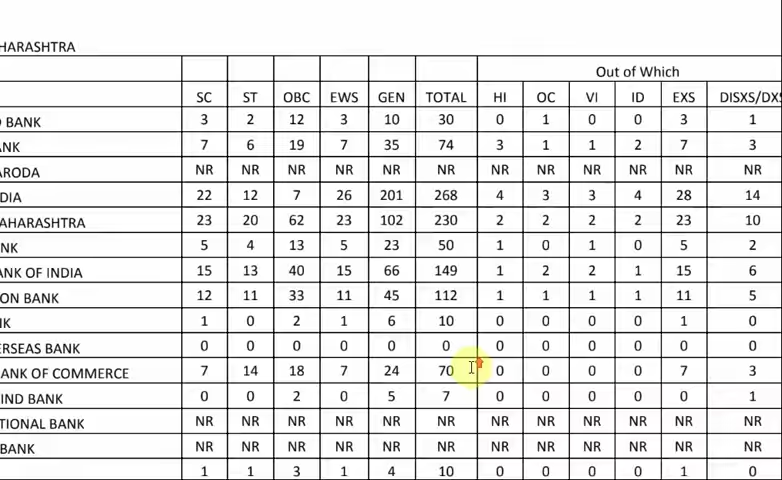 HARASHTRA
Out of Which
SC ST OBC EWS GEN TOTAL HI OC VI ID EXS DISXS/DXS
BANK 3 2 12 3 10 30 0 1 0 0 3 1
ANK 7 6 19 7 35 74 3 1 1 2 7 3
ARODA NR NR NR NR NR NR NR NR NR NR NR NR
DIA 22 12 7 26 201 268 4 3 3 4 28 14
AHARASHTRA 23 20 62 23 102 230 2 2 2 2 23 10
NK 5 4 13 5 23 50 1 0 1 0 5 2
ANK OF INDIA 15 13 40 15 66 149 1 2 2 1 15 6
ON BANK 12 11 33 11 45 112 1 1 1 1 11 5
NK 1 0 2 1 6 10 0 0 0 0 1 0
ERSEAS BANK 0 0 0 0 0 0 0 0 0 0 0 0
ANK OF COMMERCE 7 14 18 7 24 70 0 0 0 0 7 3
IND BANK 0 0 2 0 5 7 0 0 0 0 0 1
TIONAL BANK NR NR NR NR NR NR NR NR NR NR NR NR
BANK NR NR NR NR NR NR NR NR NR NR NR NR
1 1 3 1 4 10 0 0 0 0 1 0